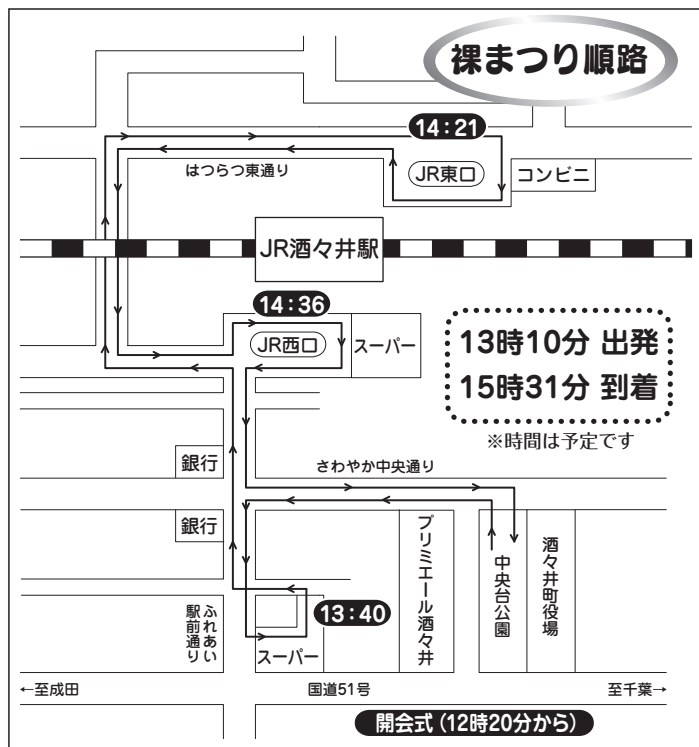 裸まつり順路
14:21
はつらつ東通り
JR東口
コンビニ
JR酒々井駅
14:36
JR西口
スーパー
13時10分 出発
15時31分 到着
※時間は予定です
銀行
さわやか中央通り
銀行
プリミエール酒々井
中央台公園
酒々井町役場
ふれあい
駅前通り
13:40
スーパー
←至成田
国道51号
至千葉→
開会式（12時20分から）